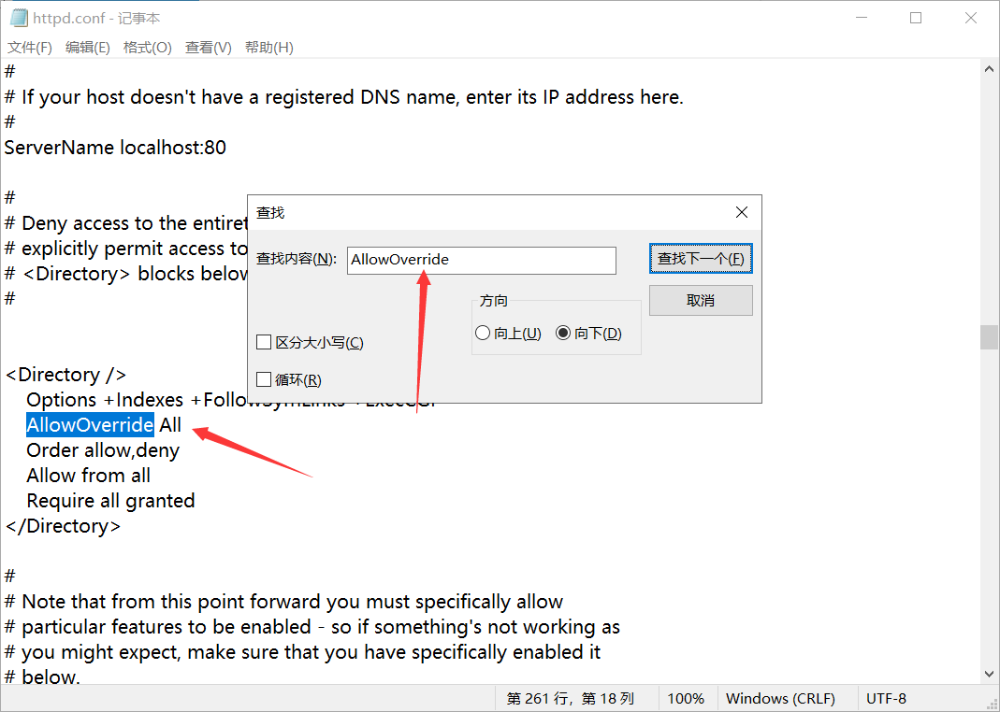 httpd.conf - 记事本
文件(F) 编辑(E) 格式(O) 查看(V) 帮助(H)
#
# If your host doesn't have a registered DNS name, enter its IP address here.
#
ServerName localhost:80
#
# Deny access to the entiret
# explicitly permit access to
# <Directory> blocks below
#
查找
查找内容(N): AllowOverride 查找下一个(F)
方向 取消
向上(U) 向下(D)
区分大小写(C)
循环(R)
<Directory />
Options +Indexes +FollowSymLinks +ExecCGI
AllowOverride All
Order allow,deny
Allow from all
Require all granted
</Directory>
#
# Note that from this point forward you must specifically allow
# particular features to be enabled - so if something's not working as
# you might expect, make sure that you have specifically enabled it
# below.
第 261 行，第 18 列 100% Windows (CRLF) UTF-8